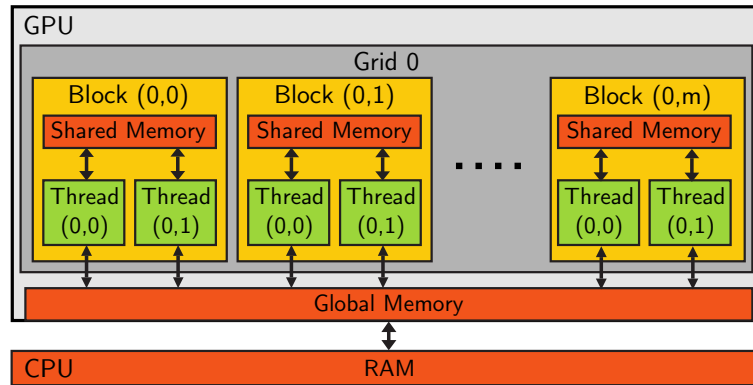 GPU
Grid 0
Block (0,0)
Block (0,1)
Block (0,m)
Shared Memory
Shared Memory
Shared Memory
. . . .
Thread
(0,0)
Thread
(0,1)
Thread
(0,0)
Thread
(0,1)
Thread
(0,0)
Thread
(0,1)
Global Memory
CPU
RAM